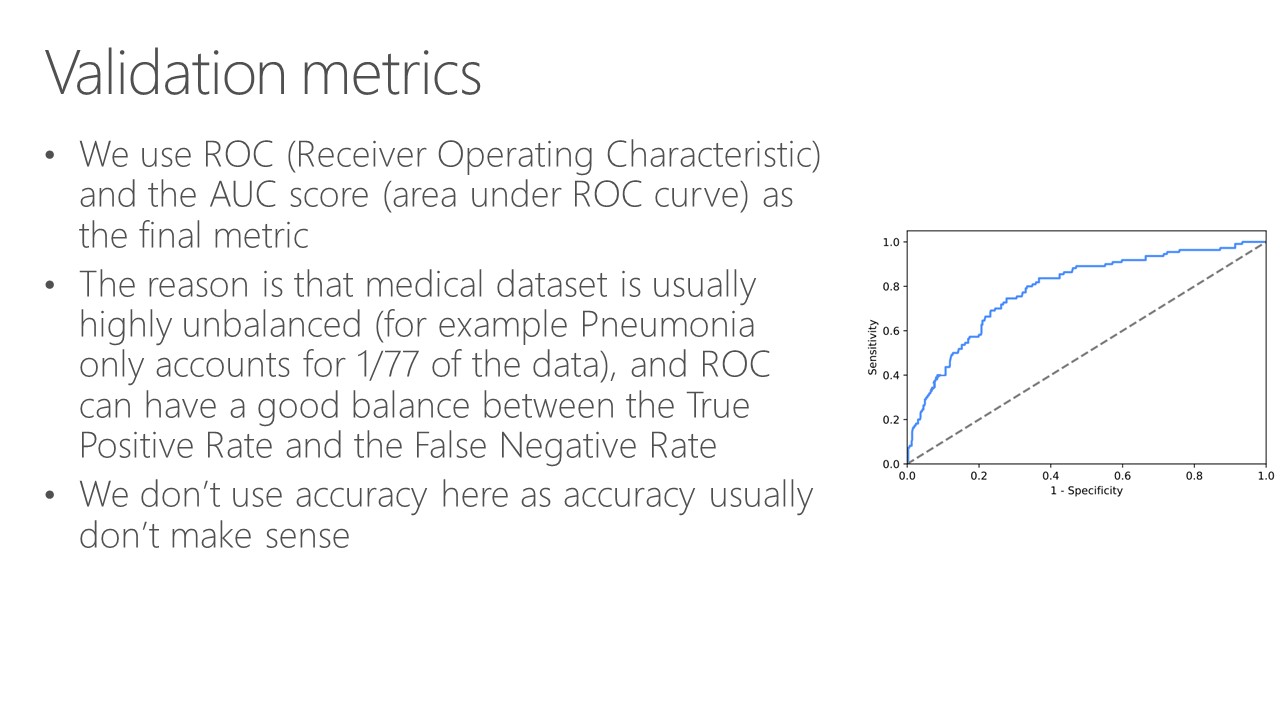 Validation metrics
• We use ROC (Receiver Operating Characteristic)
and the AUC score (area under ROC curve) as
the final metric
• The reason is that medical dataset is usually
highly unbalanced (for example Pneumonia
only accounts for 1/77 of the data), and ROC
can have a good balance between the True
Positive Rate and the False Negative Rate
• We don’t use accuracy here as accuracy usually
don’t make sense
1.0
0.8
0.6
0.4
0.2
0.0
Sensitivity
0.0 0.2 0.4 0.6 0.8 1.0
1 - Specificity